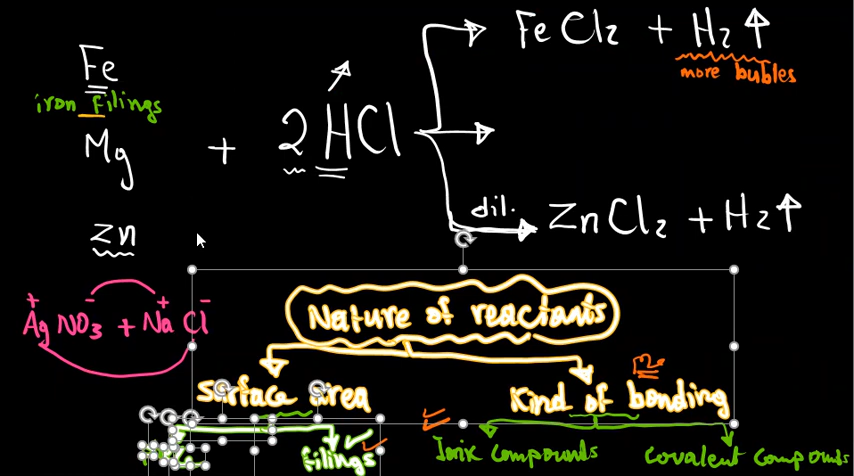 Fe
iron filings
Mg
Zn
+ 2HCl
FeCl2 + H2↑
more bubles
dil. ZnCl2 + H2↑
AgNO3 + NaCl
+ - + -
Nature of reactants
Surface area
Kind of bonding
filings
Ionic Compounds
Covalent Compounds